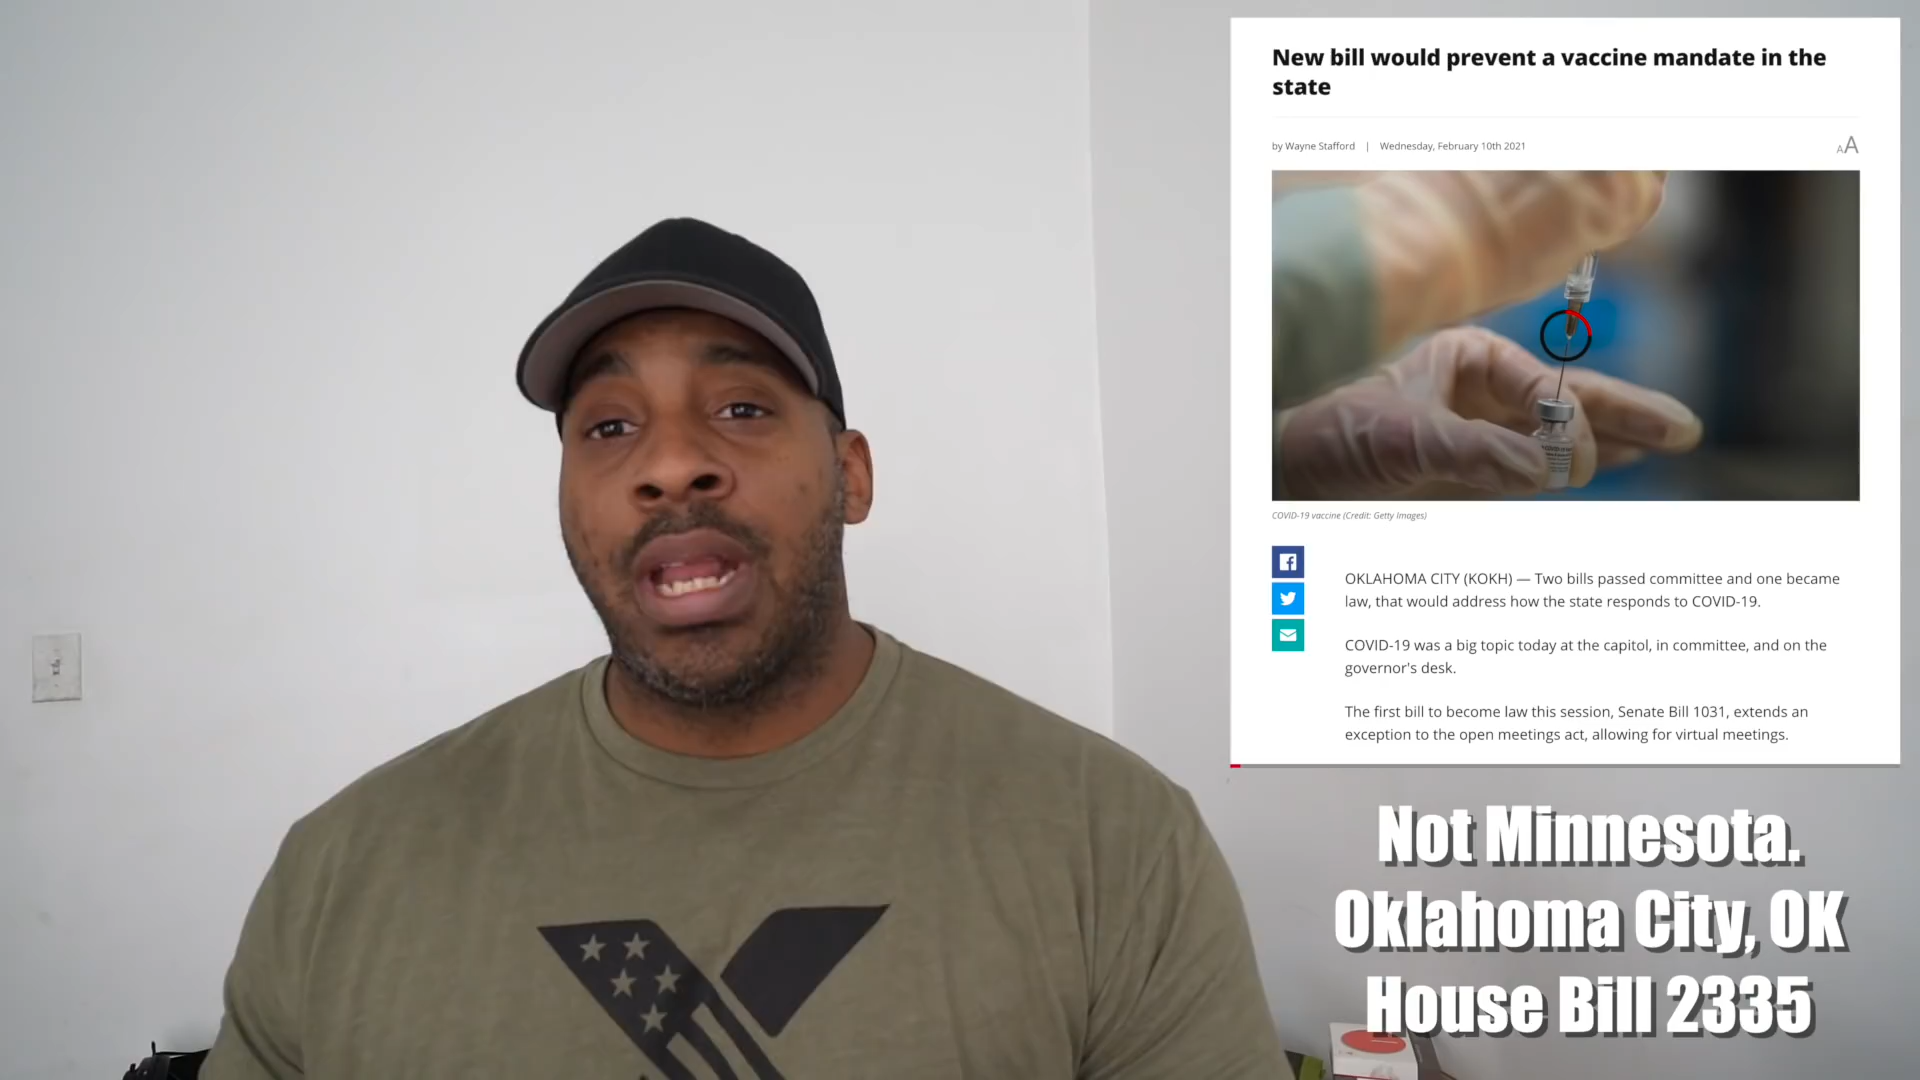 New bill would prevent a vaccine mandate in the
state
by Wayne Stafford | Wednesday, February 10th 2021
AA
COVID-19 vaccine (Credit: Getty Images)
OKLAHOMA CITY (KOKH) — Two bills passed committee and one became
law, that would address how the state responds to COVID-19.
COVID-19 was a big topic today at the capitol, in committee, and on the
governor's desk.
The first bill to become law this session, Senate Bill 1031, extends an
exception to the open meetings act, allowing for virtual meetings.
Not Minnesota.
Oklahoma City, OK
House Bill 2335